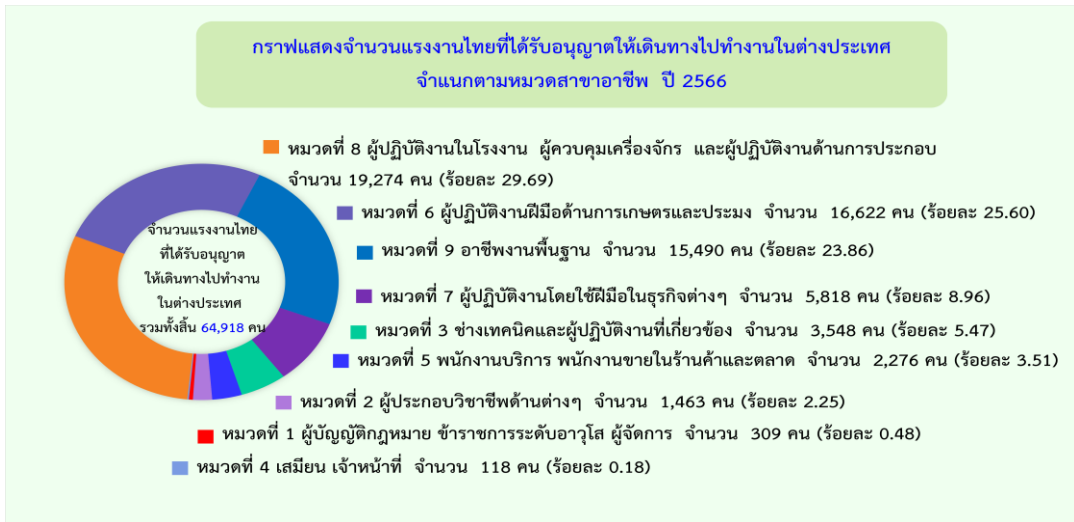 กราฟแสดงจำนวนแรงงานไทยที่ได้รับอนุญาตให้เดินทางไปทำงานในต่างประเทศ
จำแนกตามหมวดสาขาอาชีพ ปี 2566
หมวดที่ 8 ผู้ปฏิบัติงานในโรงงาน ผู้ควบคุมเครื่องจักร และผู้ปฏิบัติงานด้านการประกอบ
จำนวน 19,274 คน (ร้อยละ 29.69)
หมวดที่ 6 ผู้ปฏิบัติงานฝีมือด้านการเกษตรและประมง จำนวน 16,622 คน (ร้อยละ 25.60)
หมวดที่ 9 อาชีพงานพื้นฐาน จำนวน 15,490 คน (ร้อยละ 23.86)
หมวดที่ 7 ผู้ปฏิบัติงานโดยใช้ฝีมือในธุรกิจต่างๆ จำนวน 5,818 คน (ร้อยละ 8.96)
หมวดที่ 3 ช่างเทคนิคและผู้ปฏิบัติงานที่เกี่ยวข้อง จำนวน 3,548 คน (ร้อยละ 5.47)
หมวดที่ 5 พนักงานบริการ พนักงานขายในร้านค้าและตลาด จำนวน 2,276 คน (ร้อยละ 3.51)
หมวดที่ 2 ผู้ประกอบวิชาชีพด้านต่างๆ จำนวน 1,463 คน (ร้อยละ 2.25)
หมวดที่ 1 ผู้บัญญัติกฎหมาย ข้าราชการระดับอาวุโส ผู้จัดการ จำนวน 309 คน (ร้อยละ 0.48)
หมวดที่ 4 เสมียน เจ้าหน้าที่ จำนวน 118 คน (ร้อยละ 0.18)
จำนวนแรงงานไทย
ที่ได้รับอนุญาต
ให้เดินทางไปทำงาน
ในต่างประเทศ
รวมทั้งสิ้น 64,918 คน